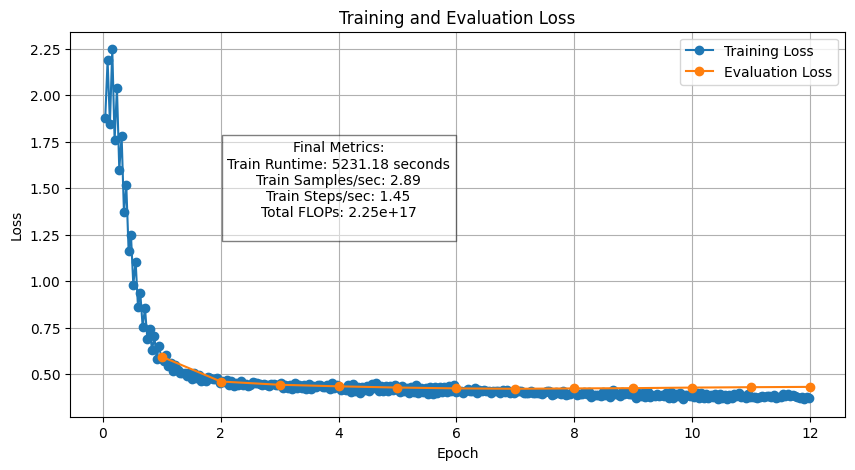 Training and Evaluation Loss
Training Loss
Evaluation Loss
Final Metrics:
Train Runtime: 5231.18 seconds
Train Samples/sec: 2.89
Train Steps/sec: 1.45
Total FLOPs: 2.25e+17
Loss
2.25
2.00
1.75
1.50
1.25
1.00
0.75
0.50
0 2 4 6 8 10 12
Epoch